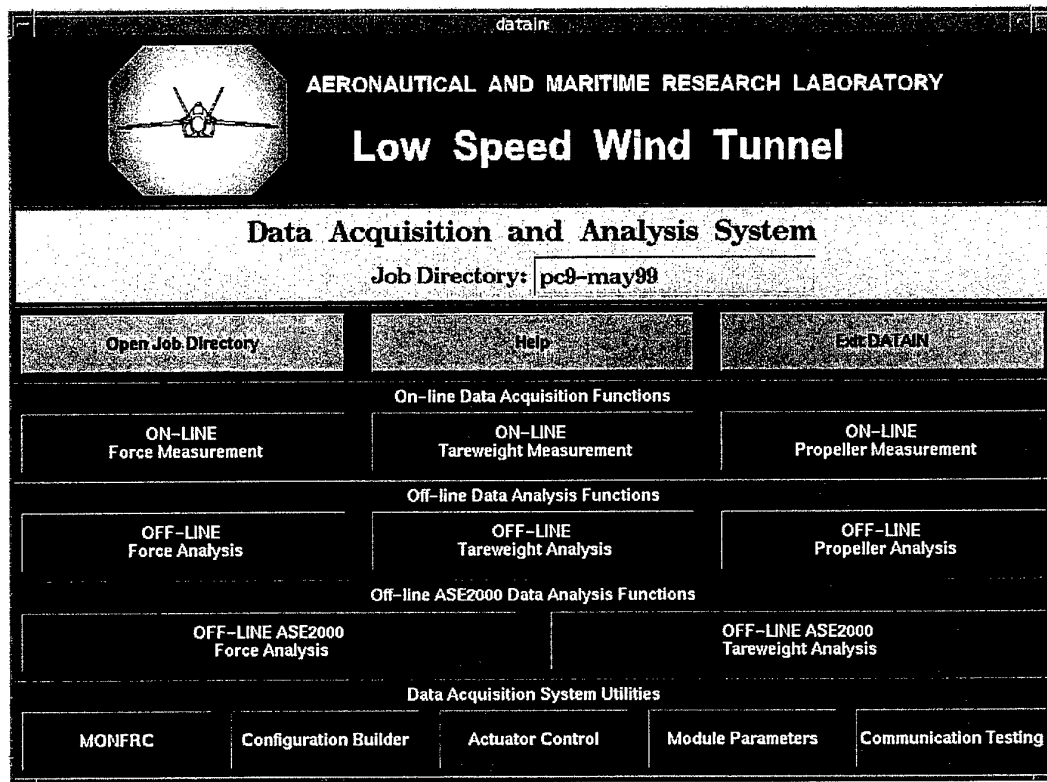 datain
AERONAUTICAL AND MARITIME RESEARCH LABORATORY
Low Speed Wind Tunnel
Data Acquisition and Analysis System
Job Directory: pc9-may99
Open Job Directory
Help
Exit DATAIN
On-line Data Acquisition Functions
ON-LINE
Force Measurement
ON-LINE
Tareweight Measurement
ON-LINE
Propeller Measurement
Off-line Data Analysis Functions
OFF-LINE
Force Analysis
OFF-LINE
Tareweight Analysis
OFF-LINE
Propeller Analysis
Off-line ASE2000 Data Analysis Functions
OFF-LINE ASE2000
Force Analysis
OFF-LINE ASE2000
Tareweight Analysis
Data Acquisition System Utilities
MONFRC
Configuration Builder
Actuator Control
Module Parameters
Communication Testing